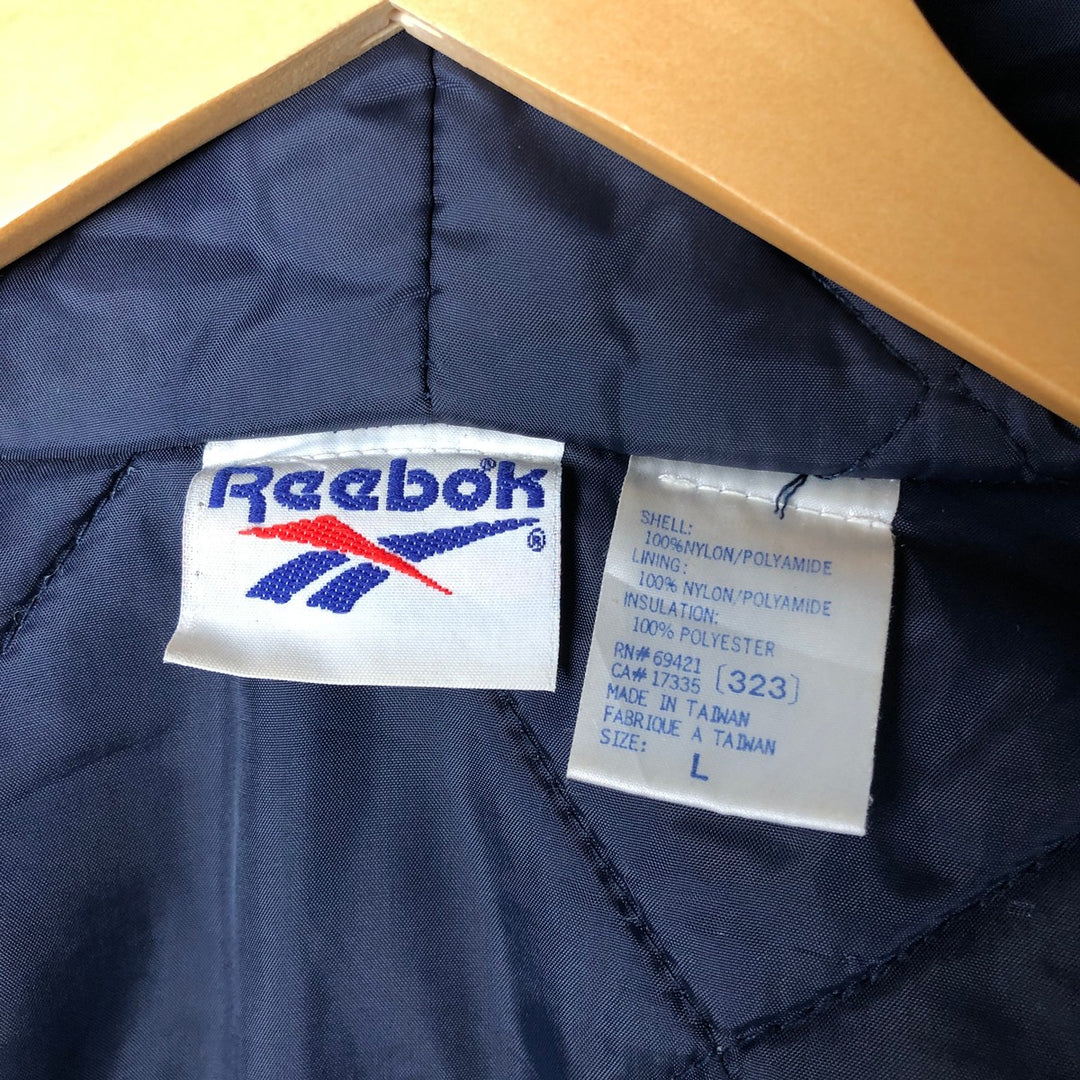 Reebok®
®
SHELL:
100%NYLON/POLYAMIDE
LINING:
100% NYLON/POLYAMIDE
INSULATION:
100% POLYESTER
RN# 69421
CA# 17335 [323]
MADE IN TAIWAN
FABRIQUE A TAIWAN
SIZE:
L